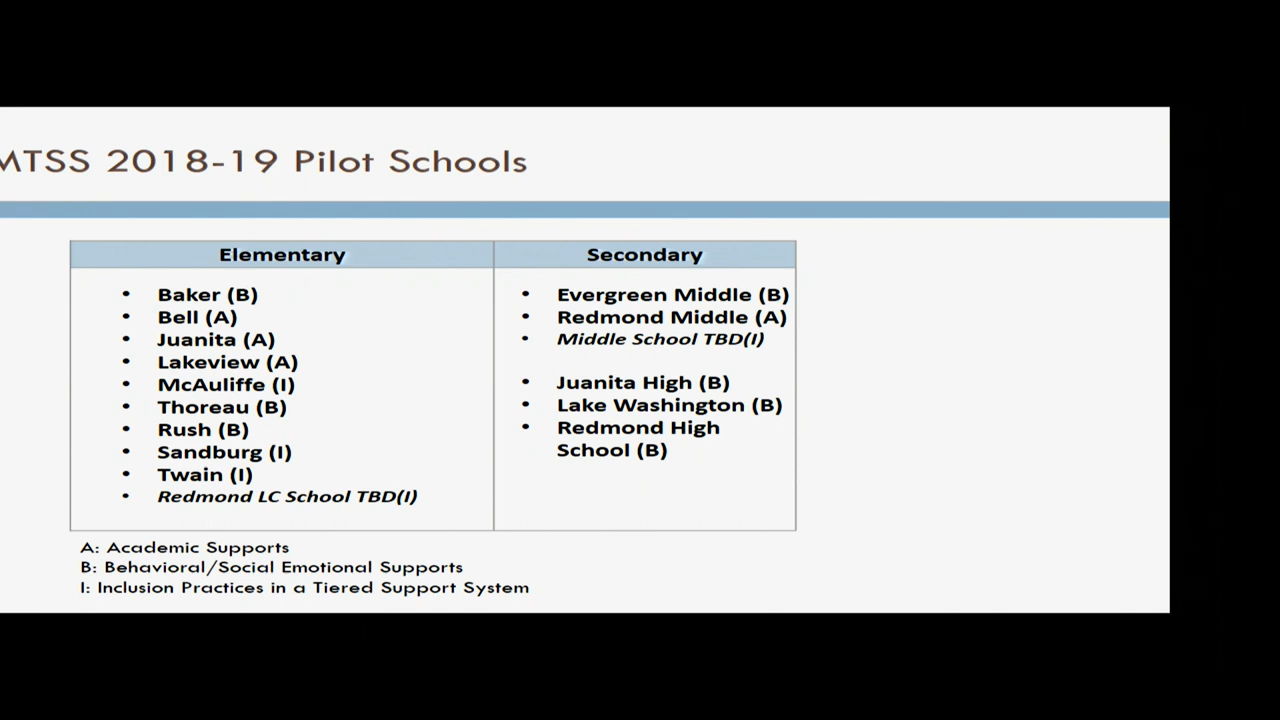 MTSS 2018-19 Pilot Schools
Elementary
• Baker (B)
• Bell (A)
• Juanita (A)
• Lakeview (A)
• McAuliffe (I)
• Thoreau (B)
• Rush (B)
• Sandburg (I)
• Twain (I)
• Redmond LC School TBD(I)
Secondary
• Evergreen Middle (B)
• Redmond Middle (A)
• Middle School TBD(I)
• Juanita High (B)
• Lake Washington (B)
• Redmond High
School (B)
A: Academic Supports
B: Behavioral/Social Emotional Supports
I: Inclusion Practices in a Tiered Support System